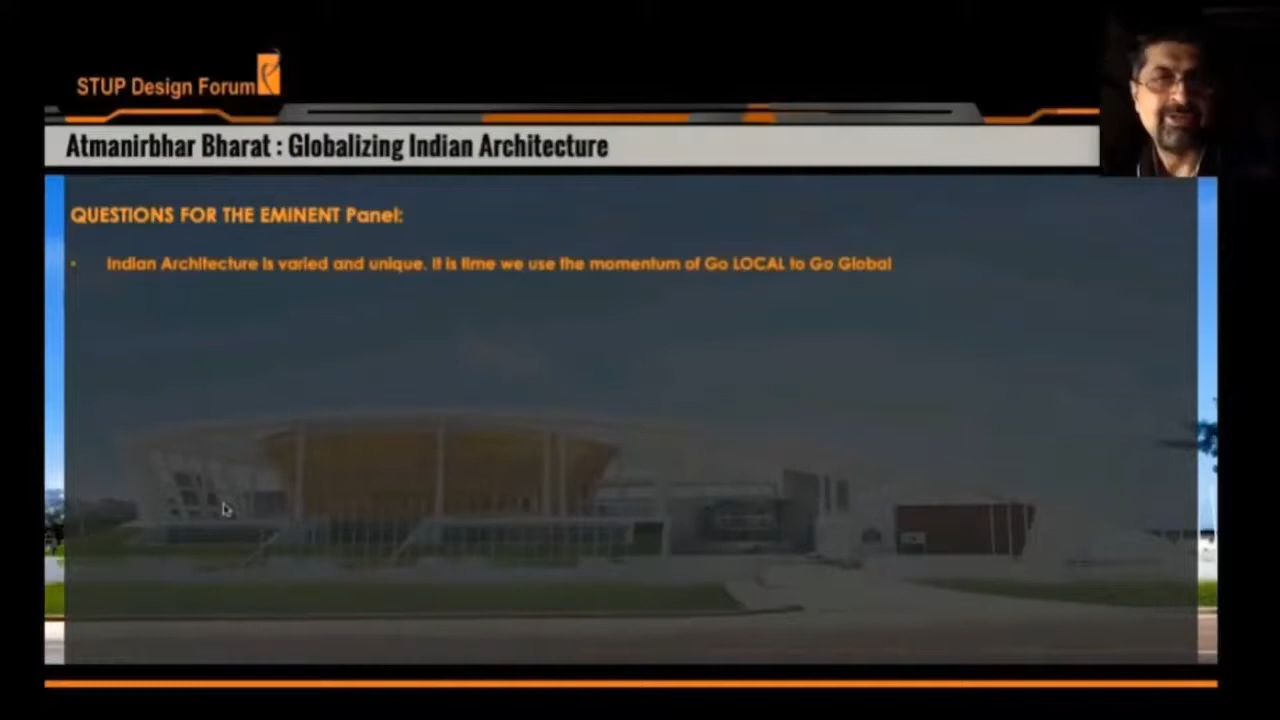 STUP Design Forum
Atmanirbhar Bharat : Globalizing Indian Architecture
QUESTIONS FOR THE EMINENT Panel:
• Indian Architecture is varied and unique. It is time we use the momentum of Go LOCAL to Go Global